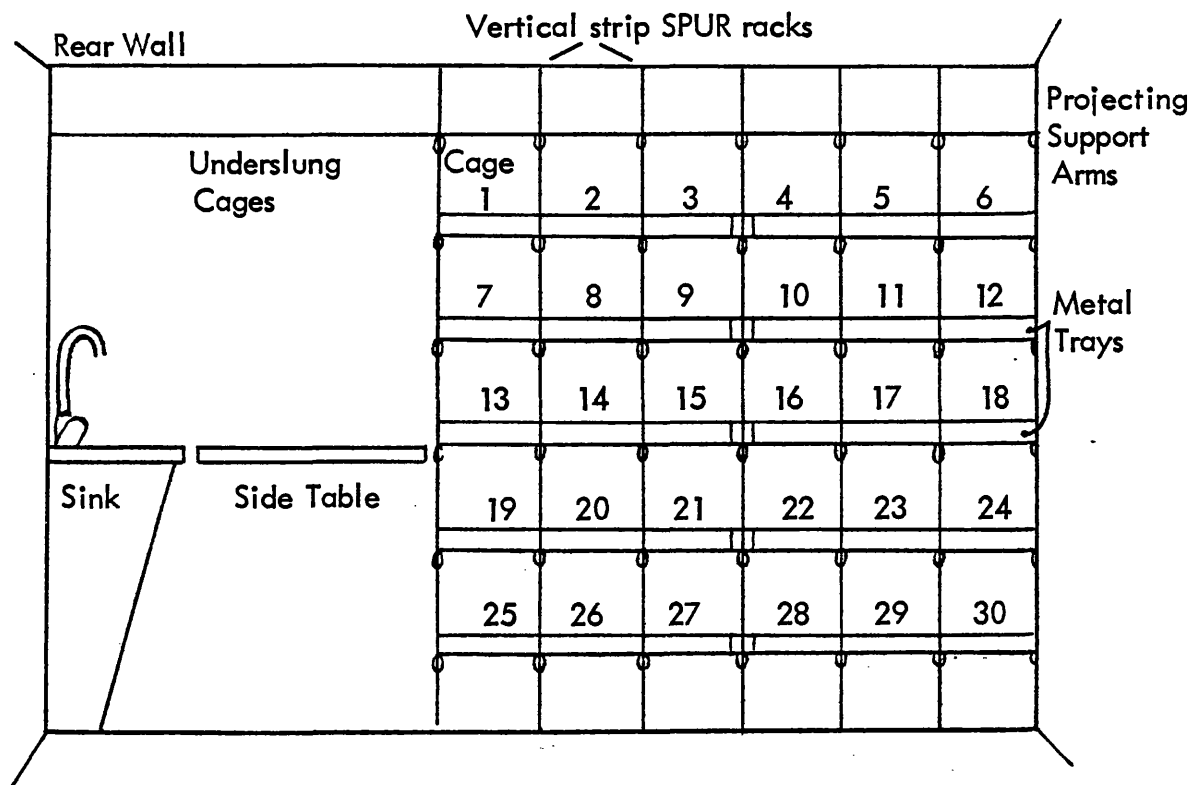 Vertical strip SPUR racks
Rear Wall
Projecting
Support
Arms
Underslung
Cages
Cage
1 2 3 4 5 6
7 8 9 10 11 12
Metal
Trays
13 14 15 16 17 18
Sink
Side Table
19 20 21 22 23 24
25 26 27 28 29 30